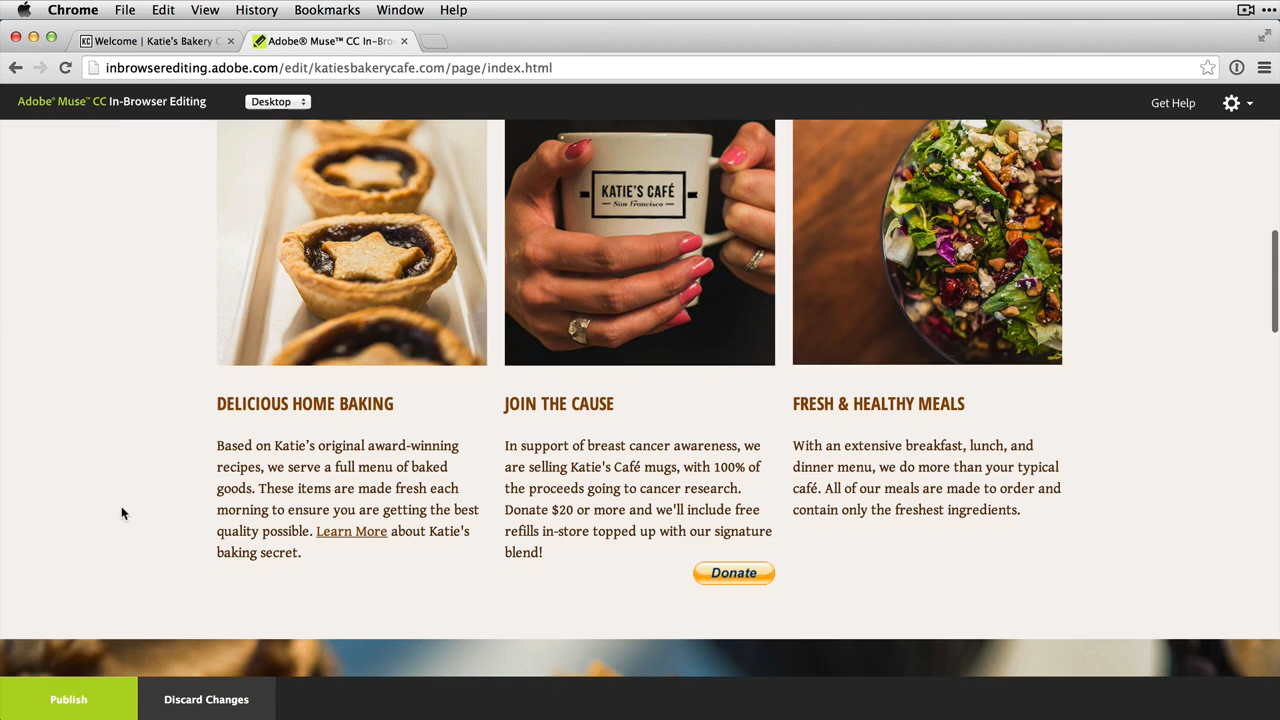 Chrome File Edit View History Bookmarks Window Help
Welcome | Katie's Bakery C
Adobe® Muse™ CC In-Bro
inbrowserediting.adobe.com/edit/katiesbakerycafe.com/page/index.html
Adobe® Muse™ CC In-Browser Editing
Desktop
Get Help
KATIE'S CAFÉ
San Francisco
DELICIOUS HOME BAKING
Based on Katie's original award-winning
recipes, we serve a full menu of baked
goods. These items are made fresh each
morning to ensure you are getting the best
quality possible. Learn More about Katie's
baking secret.
JOIN THE CAUSE
In support of breast cancer awareness, we
are selling Katie's Café mugs, with 100% of
the proceeds going to cancer research.
Donate $20 or more and we'll include free
refills in-store topped up with our signature
blend!
Donate
FRESH & HEALTHY MEALS
With an extensive breakfast, lunch, and
dinner menu, we do more than your typical
café. All of our meals are made to order and
contain only the freshest ingredients.
Publish
Discard Changes